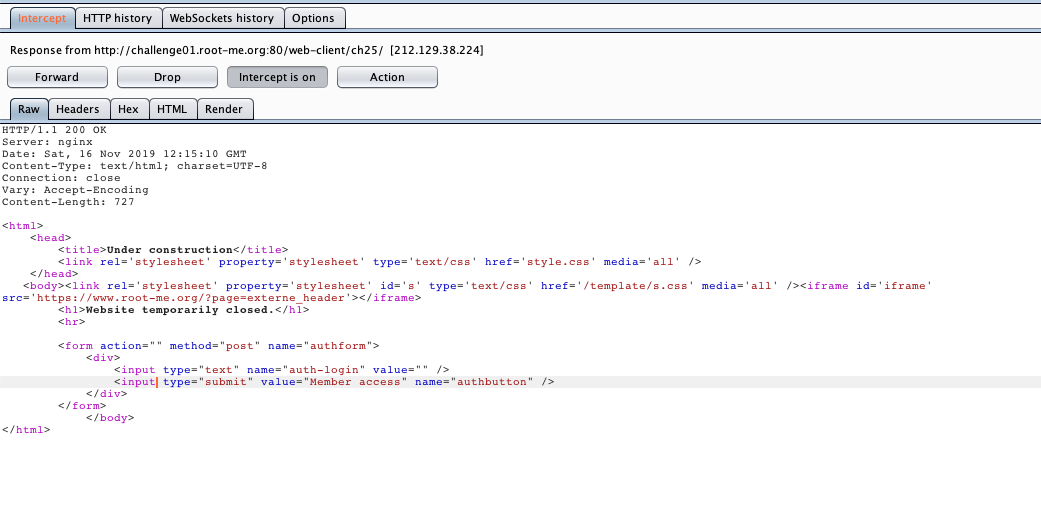 Intercept HTTP history WebSockets history Options
Response from http://challenge01.root-me.org:80/web-client/ch25/ [212.129.38.224]
Forward Drop Intercept is on Action
Raw Headers Hex HTML Render
HTTP/1.1 200 OK
Server: nginx
Date: Sat, 16 Nov 2019 12:15:10 GMT
Content-Type: text/html; charset=UTF-8
Connection: close
Vary: Accept-Encoding
Content-Length: 727
<html>
<head>
<title>Under construction</title>
<link rel='stylesheet' property='stylesheet' type='text/css' href='style.css' media='all' />
</head>
<body><link rel='stylesheet' property='stylesheet' id='s' type='text/css' href='/template/s.css' media='all' /><iframe id='iframe'
src='https://www.root-me.org/?page=externe_header'></iframe>
<h1>Website temporarily closed.</h1>
<hr>
<form action="" method="post" name="authform">
<div>
<input type="text" name="auth-login" value="" />
<input type="submit" value="Member access" name="authbutton" />
</div>
</form>
</body>
</html>